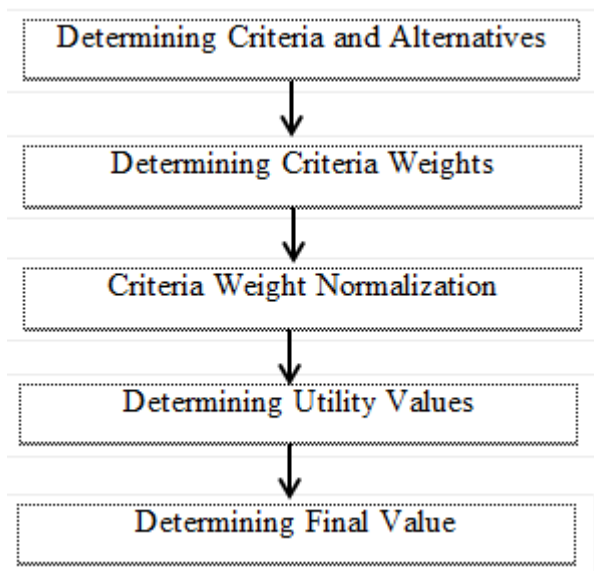 Determining Criteria and Alternatives
Determining Criteria Weights
Criteria Weight Normalization
Determining Utility Values
Determining Final Value